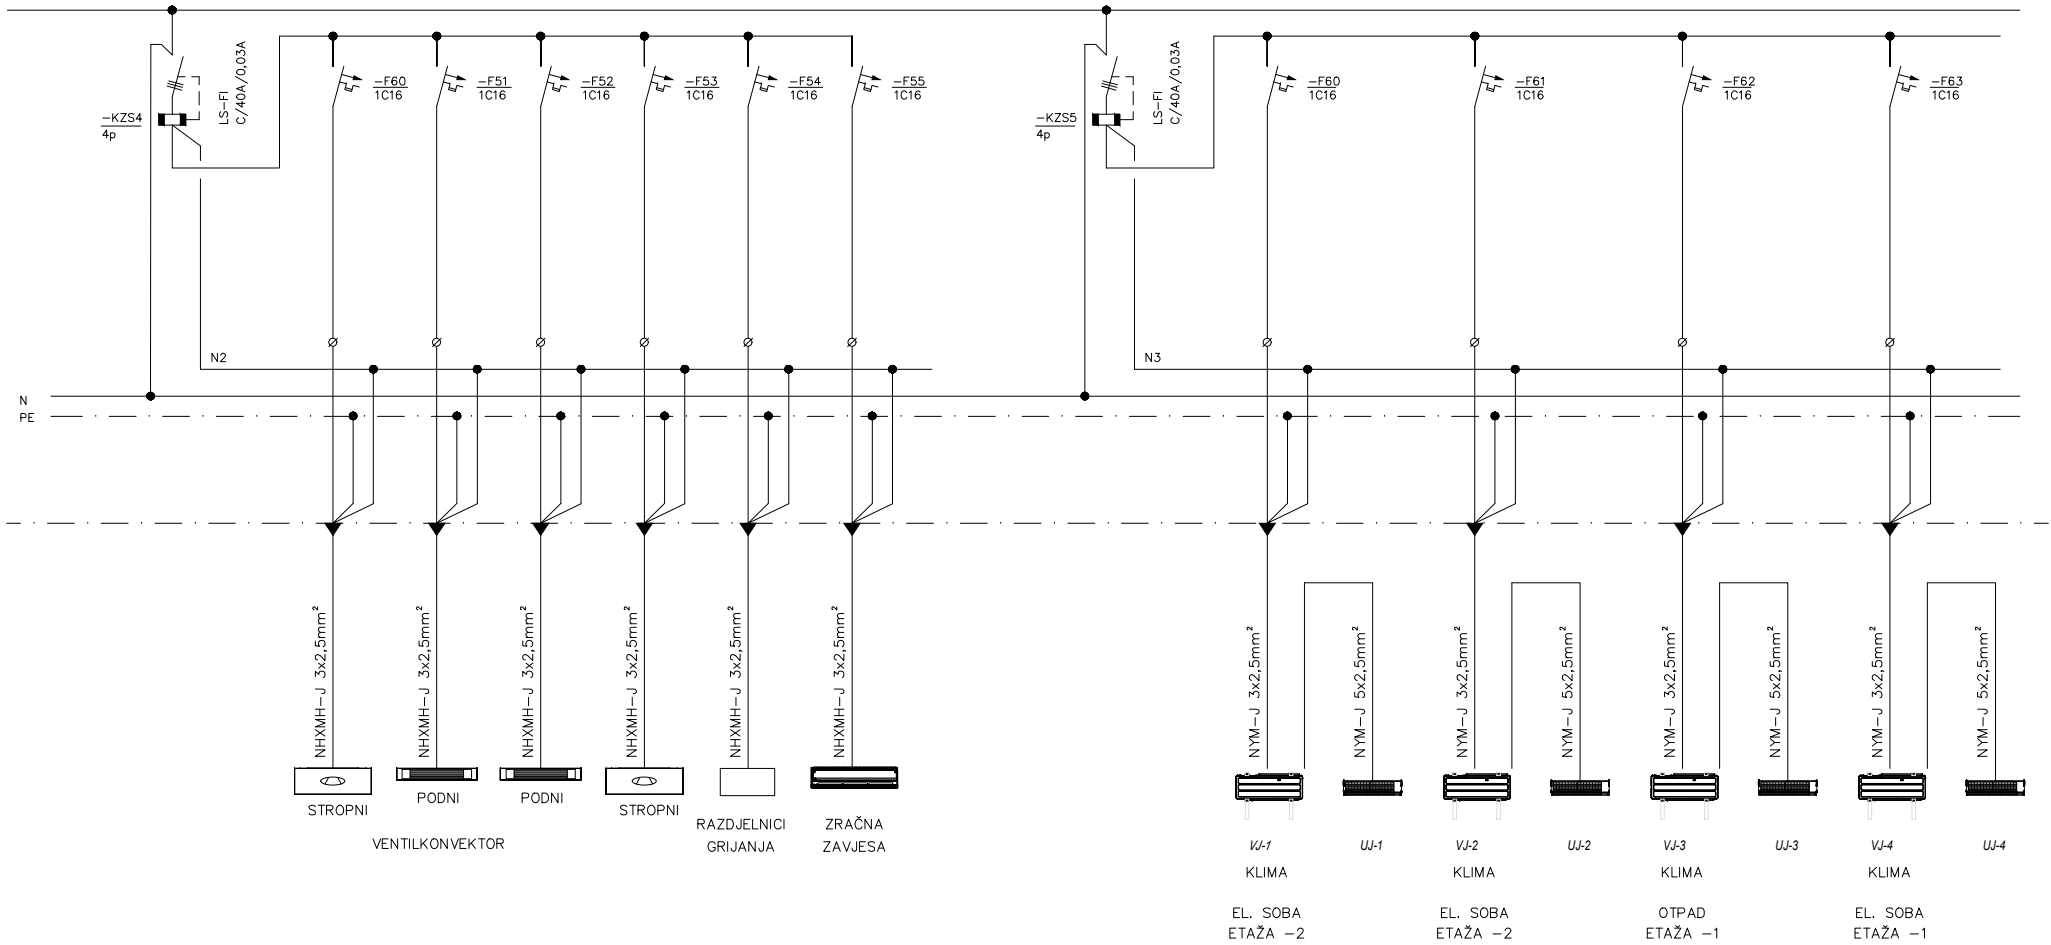 -KZS4
4p
LS-FI
C/40A/0,03A
-F60
1C16
-F51
1C16
-F52
1C16
-F53
1C16
-F54
1C16
-F55
1C16
-KZS5
4p
LS-FI
C/40A/0,03A
-F60
1C16
-F61
1C16
-F62
1C16
-F63
1C16
N2
N3
N
PE
NHXMH-J 3x2,5mm²
NHXMH-J 3x2,5mm²
NHXMH-J 3x2,5mm²
NHXMH-J 3x2,5mm²
NHXMH-J 3x2,5mm²
NHXMH-J 3x2,5mm²
NYM-J 3x2,5mm²
NYM-J 5x2,5mm²
NYM-J 3x2,5mm²
NYM-J 5x2,5mm²
NYM-J 3x2,5mm²
NYM-J 5x2,5mm²
NYM-J 3x2,5mm²
NYM-J 5x2,5mm²
STROPNI
PODNI
PODNI
STROPNI
VENTILKONVEKTOR
RAZDJELNICI
GRIJANJA
ZRAČNA
ZAVJESA
VJ-1
UJ-1
VJ-2
UJ-2
VJ-3
UJ-3
VJ-4
UJ-4
KLIMA
KLIMA
KLIMA
KLIMA
EL. SOBA
ETAŽA -2
EL. SOBA
ETAŽA -2
OTPAD
ETAŽA -1
EL. SOBA
ETAŽA -1